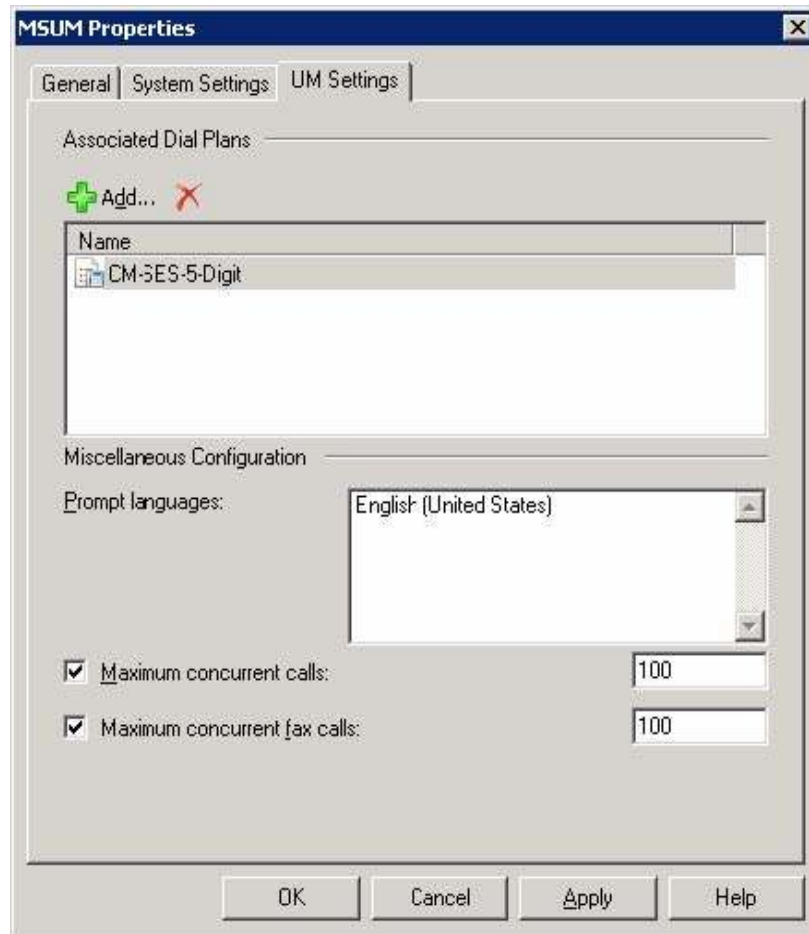 MSUM Properties
General System Settings UM Settings
Associated Dial Plans
Add...
Name
CM-SES-5-Digit
Miscellaneous Configuration
Prompt languages: English (United States)
Maximum concurrent calls: 100
Maximum concurrent fax calls: 100
OK Cancel Apply Help